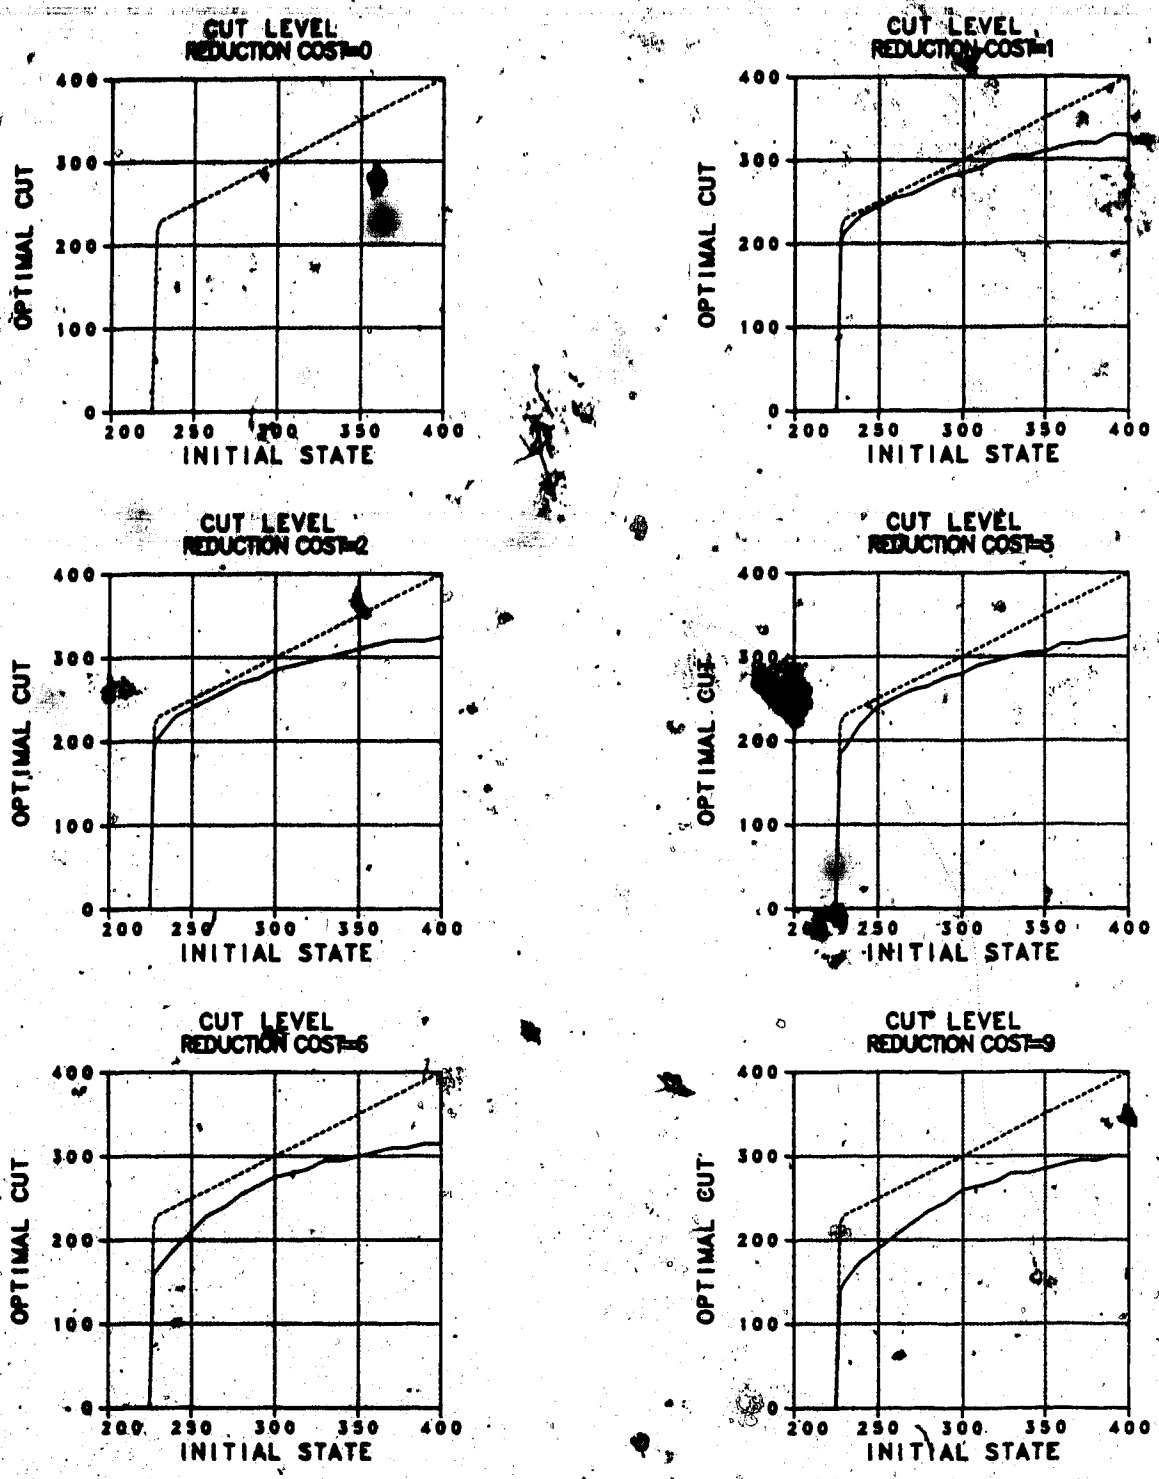 CUT LEVEL
REDUCTION COST=0
400
300
200
100
0
OPTIMAL CUT
200 250 300 350 400
INITIAL STATE
CUT LEVEL
REDUCTION COST=1
400
300
200
100
0
OPTIMAL CUT
200 250 300 350 400
INITIAL STATE
CUT LEVEL
REDUCTION COST=2
400
300
200
100
0
OPTIMAL CUT
200 250 300 350 400
INITIAL STATE
CUT LEVEL
REDUCTION COST=3
400
300
200
100
0
OPTIMAL CUT
250 300 350 400
INITIAL STATE
CUT LEVEL
REDUCTION COST=6
400
300
200
100
0
OPTIMAL CUT
200 250 300 350 400
INITIAL STATE
CUT LEVEL
REDUCTION COST=9
400
300
200
100
0
OPTIMAL CUT
200 250 300 350 400
INITIAL STATE